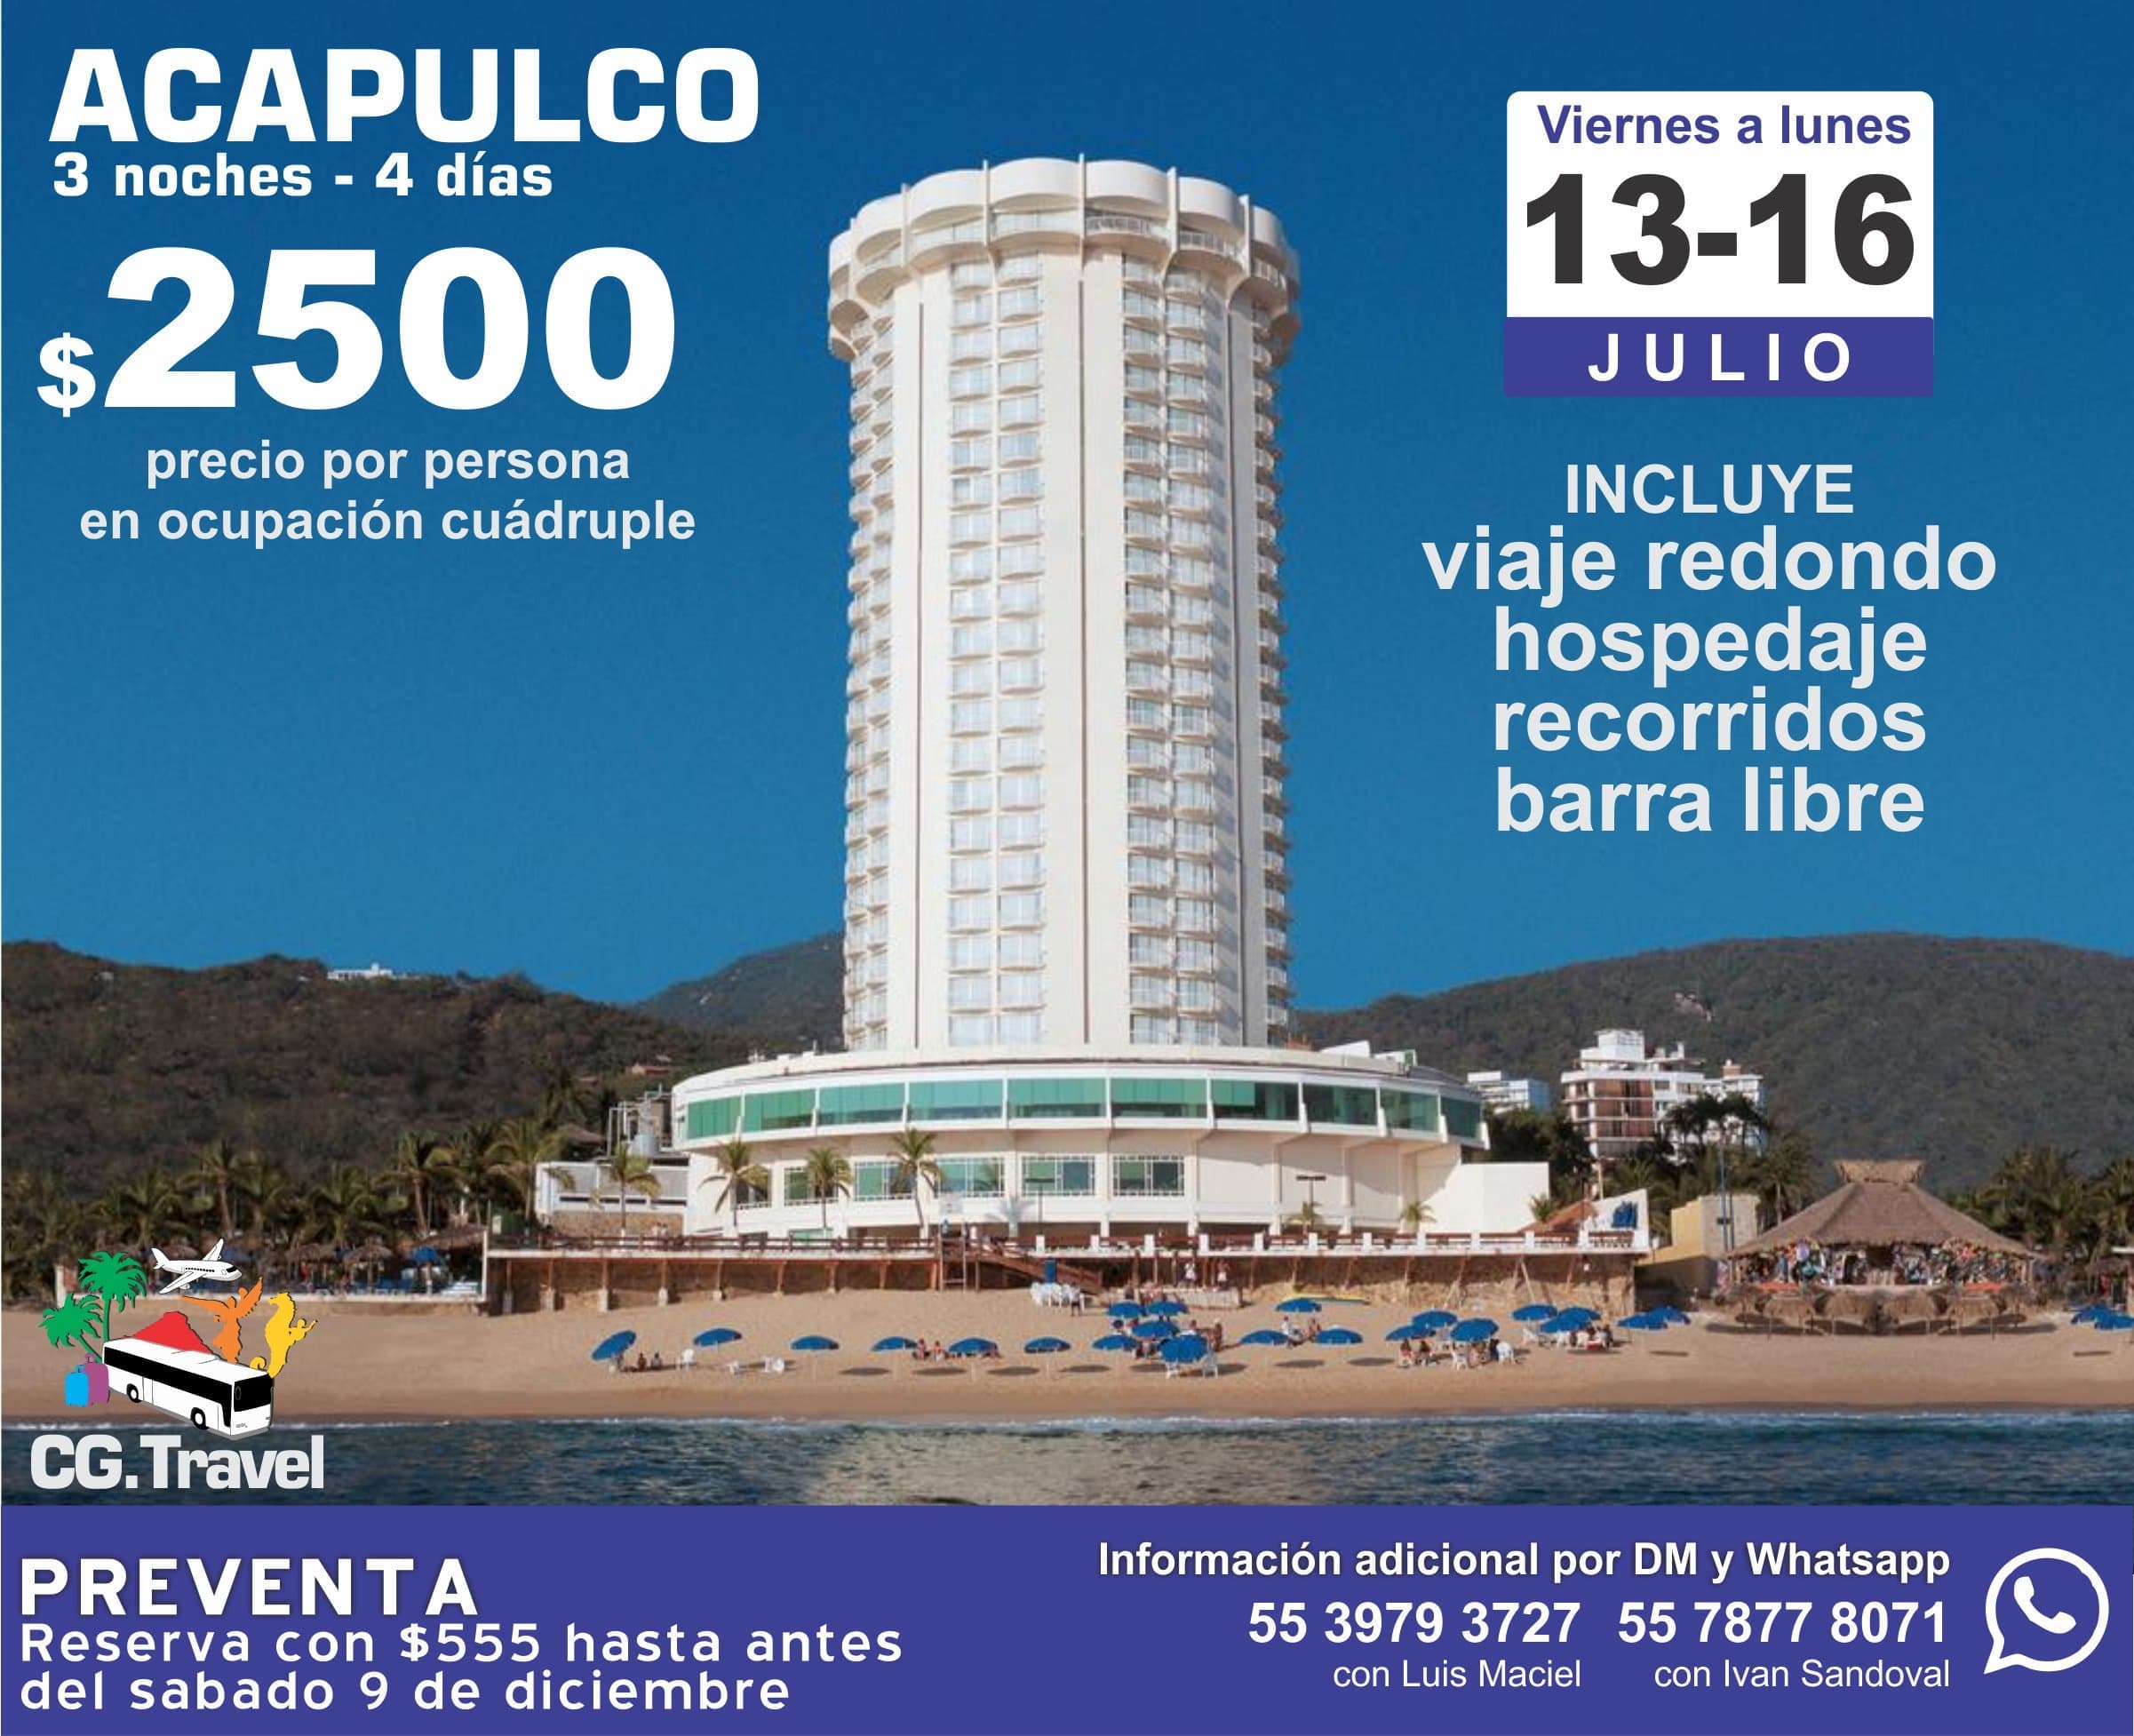 ACAPULCO
3 noches - 4 días
$2500
precio por persona
en ocupación cuádruple
Viernes a lunes
13-16
JULIO
INCLUYE
viaje redondo
hospedaje
recorridos
barra libre
CG.Travel
PREVENTA
Reserva con $555 hasta antes
del sabado 9 de diciembre
Información adicional por DM y Whatsapp
55 3979 3727 55 7877 8071
con Luis Maciel con Ivan Sandoval